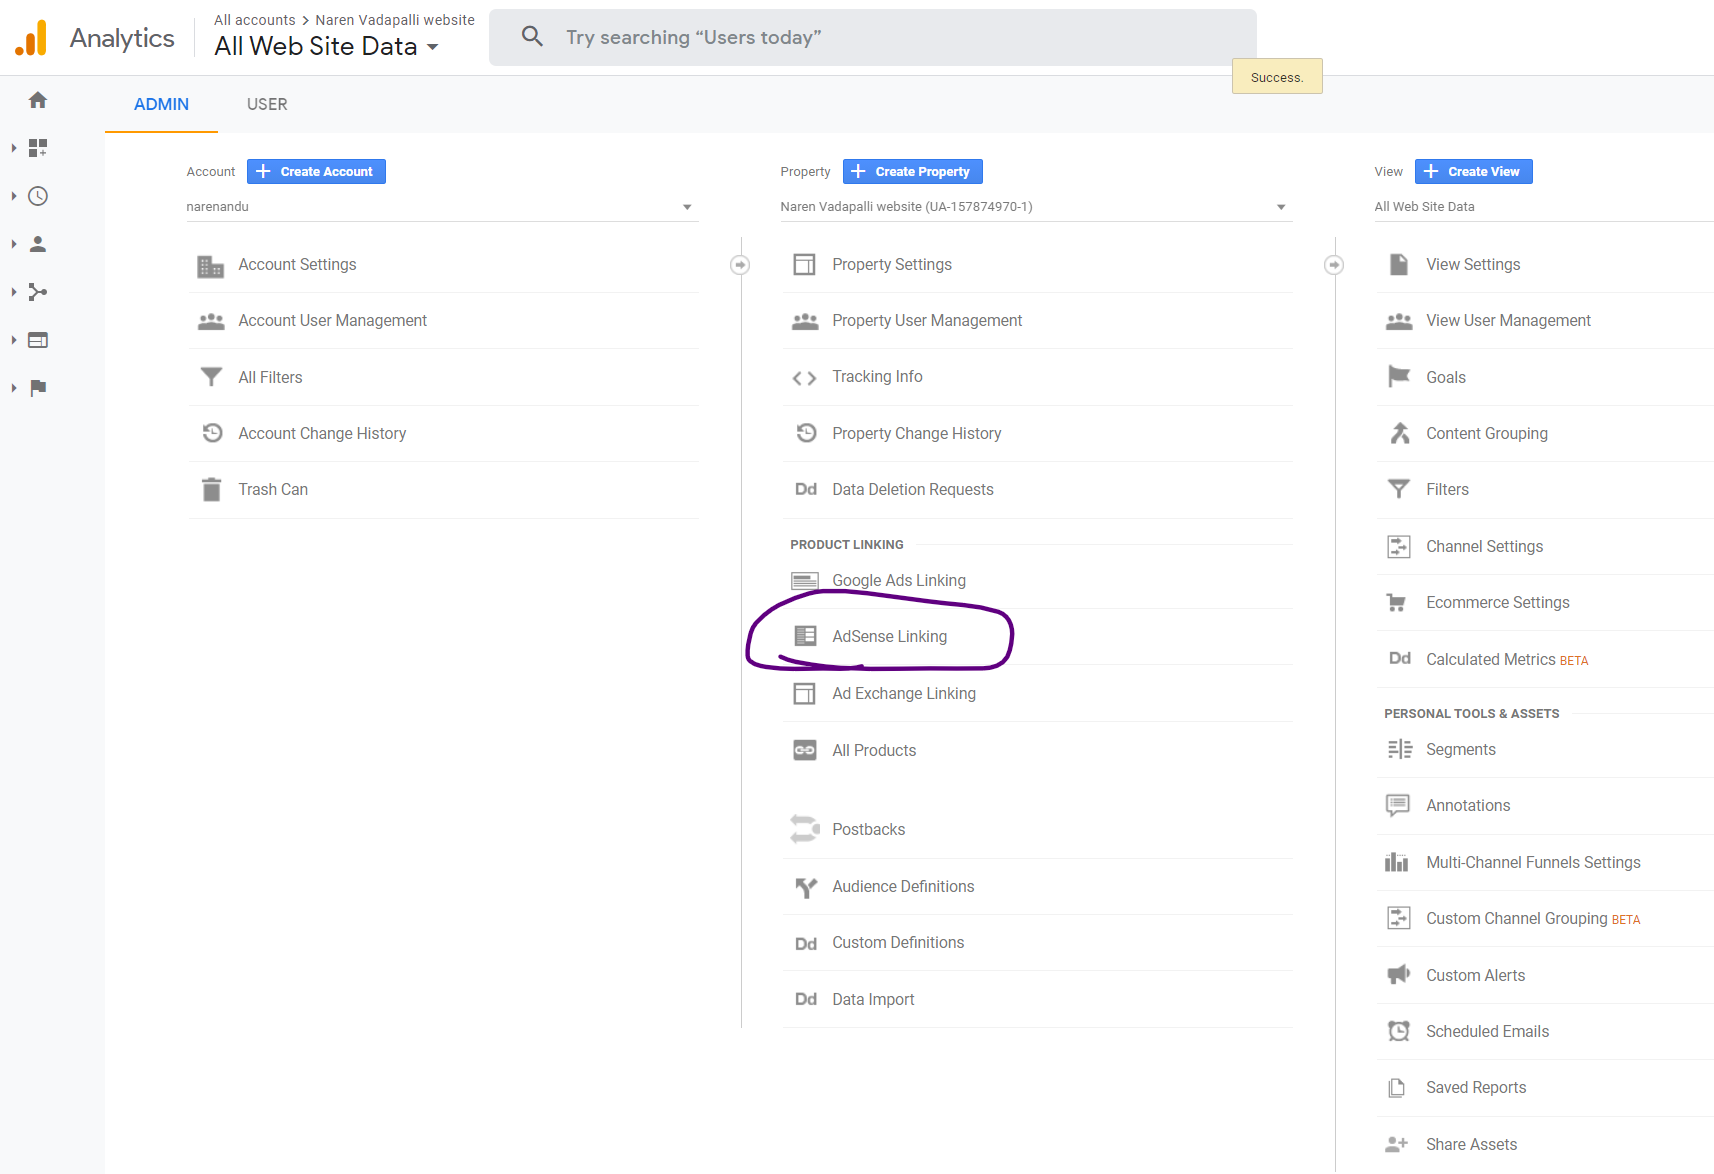 Analytics
All accounts > Naren Vadapalli website
All Web Site Data
Try searching “Users today”
Success.
ADMIN
USER
Account
Create Account
narenandu
Account Settings
Account User Management
All Filters
Account Change History
Trash Can
Property
Create Property
Naren Vadapalli website (UA-157874970-1)
Property Settings
Property User Management
Tracking Info
Property Change History
Dd Data Deletion Requests
PRODUCT LINKING
Google Ads Linking
AdSense Linking
Ad Exchange Linking
All Products
Postbacks
Audience Definitions
Dd Custom Definitions
Dd Data Import
View
Create View
All Web Site Data
View Settings
View User Management
Goals
Content Grouping
Filters
Channel Settings
Ecommerce Settings
Dd Calculated Metrics BETA
PERSONAL TOOLS & ASSETS
Segments
Annotations
Multi-Channel Funnels Settings
Custom Channel Grouping BETA
Custom Alerts
Scheduled Emails
Saved Reports
Share Assets